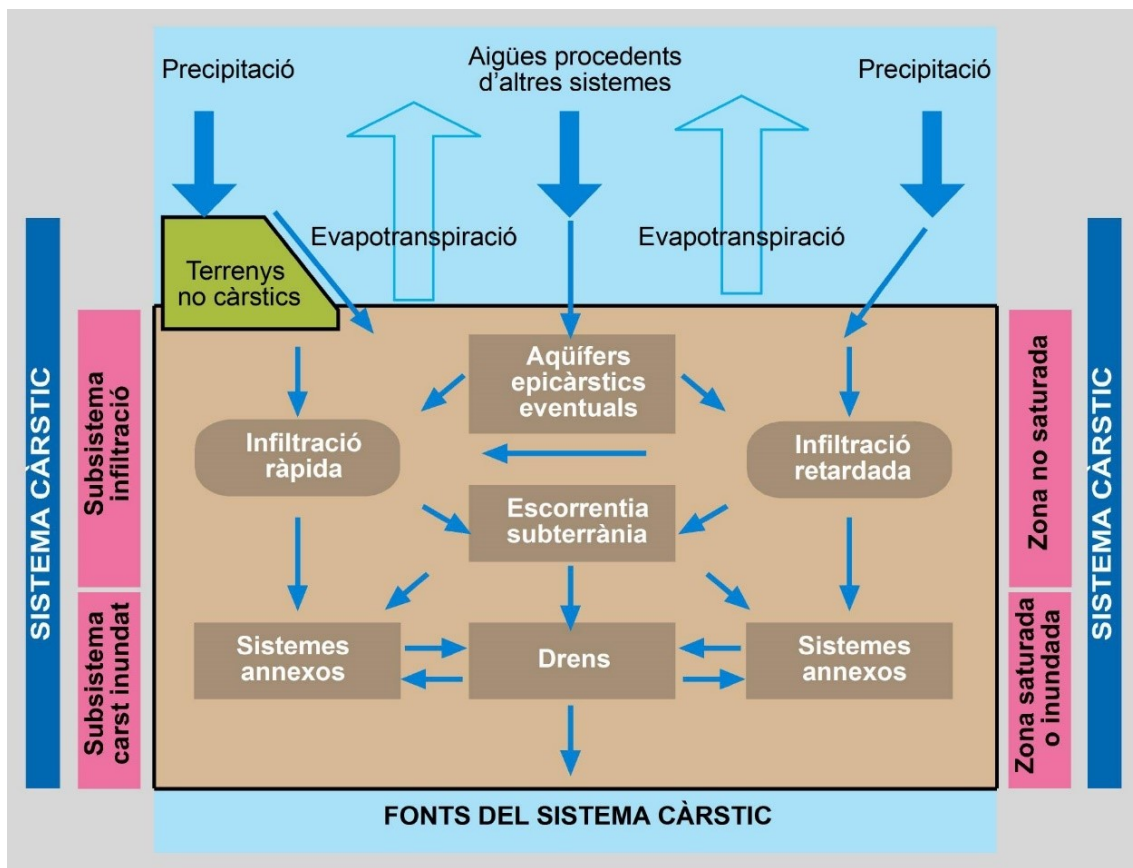 Precipitació
Aigües procedents
d'altres sistemes
Precipitació
Evapotranspiració
Evapotranspiració
Terrenys
no càrstics
SISTEMA CÀRSTIC
Subsistema
infiltració
Subsistema
carst inundat
Aqüífers
epicàrstics
eventuals
Infiltració
ràpida
Infiltració
retardada
Escorrentia
subterrània
Sistemes
annexos
Drens
Sistemes
annexos
Zona no saturada
Zona saturada
o inundada
SISTEMA CÀRSTIC
FONTS DEL SISTEMA CÀRSTIC